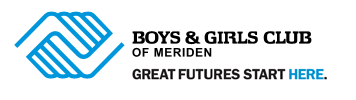 BOYS & GIRLS CLUB
OF MERIDEN
GREAT FUTURES START HERE.